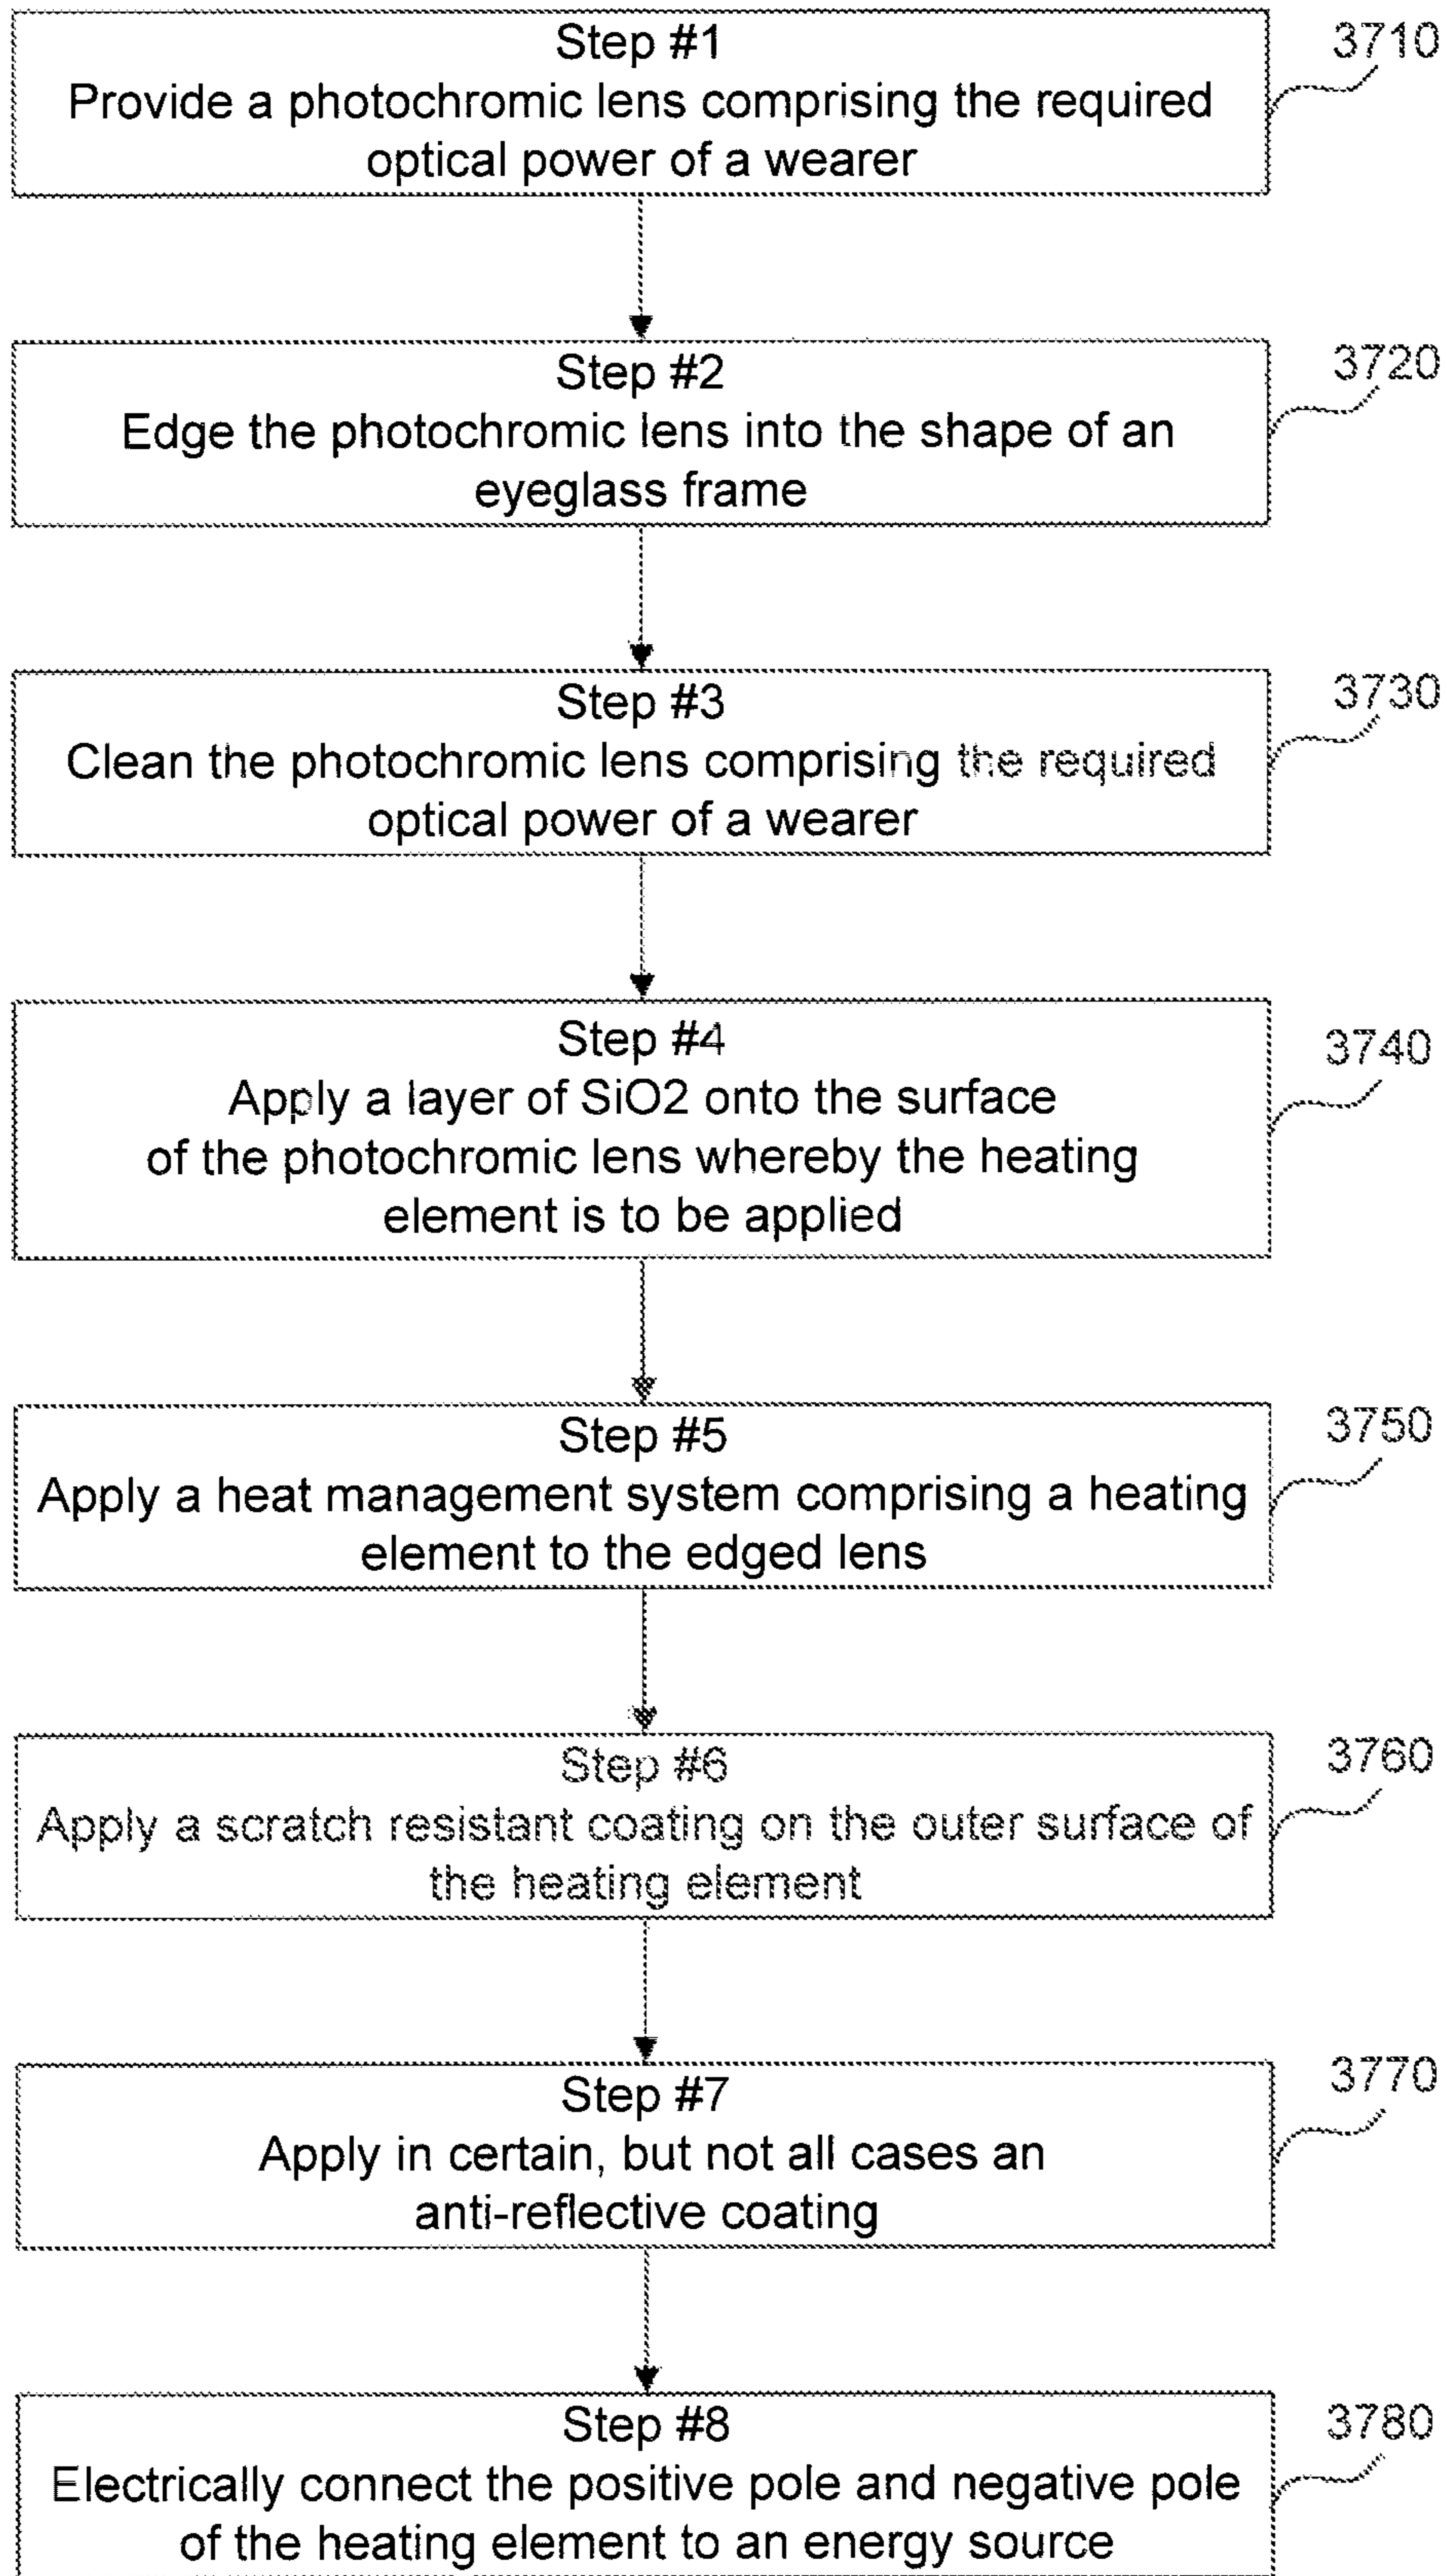 Step #1
3710
Provide a photochromic lens comprising the required
optical power of a wearer
Step #2
3720
Edge the photochromic lens into the shape of an
eyeglass frame
Step #3
3730
Clean the photochromic lens comprising the required
optical power of a wearer
Step #4
3740
Apply a layer of SiO2 onto the surface
of the photochromic lens whereby the heating
element is to be applied
Step #5
3750
Apply a heat management system comprising a heating
element to the edged lens
Step #6
3760
Apply a scratch resistant coating on the outer surface of
the heating element
Step #7
3770
Apply in certain, but not all cases an
anti-reflective coating
Step #8
3780
Electrically connect the positive pole and negative pole
of the heating element to an energy source